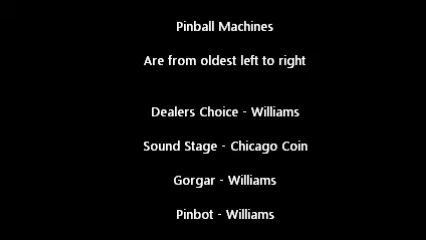 Pinball Machines
Are from oldest left to right
Dealers Choice - Williams
Sound Stage - Chicago Coin
Gorgar - Williams
Pinbot - Williams